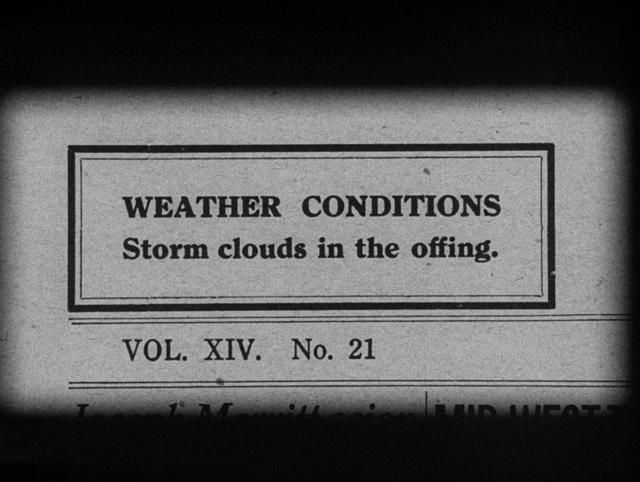 WEATHER CONDITIONS
Storm clouds in the offing.
VOL. XIV. No. 21